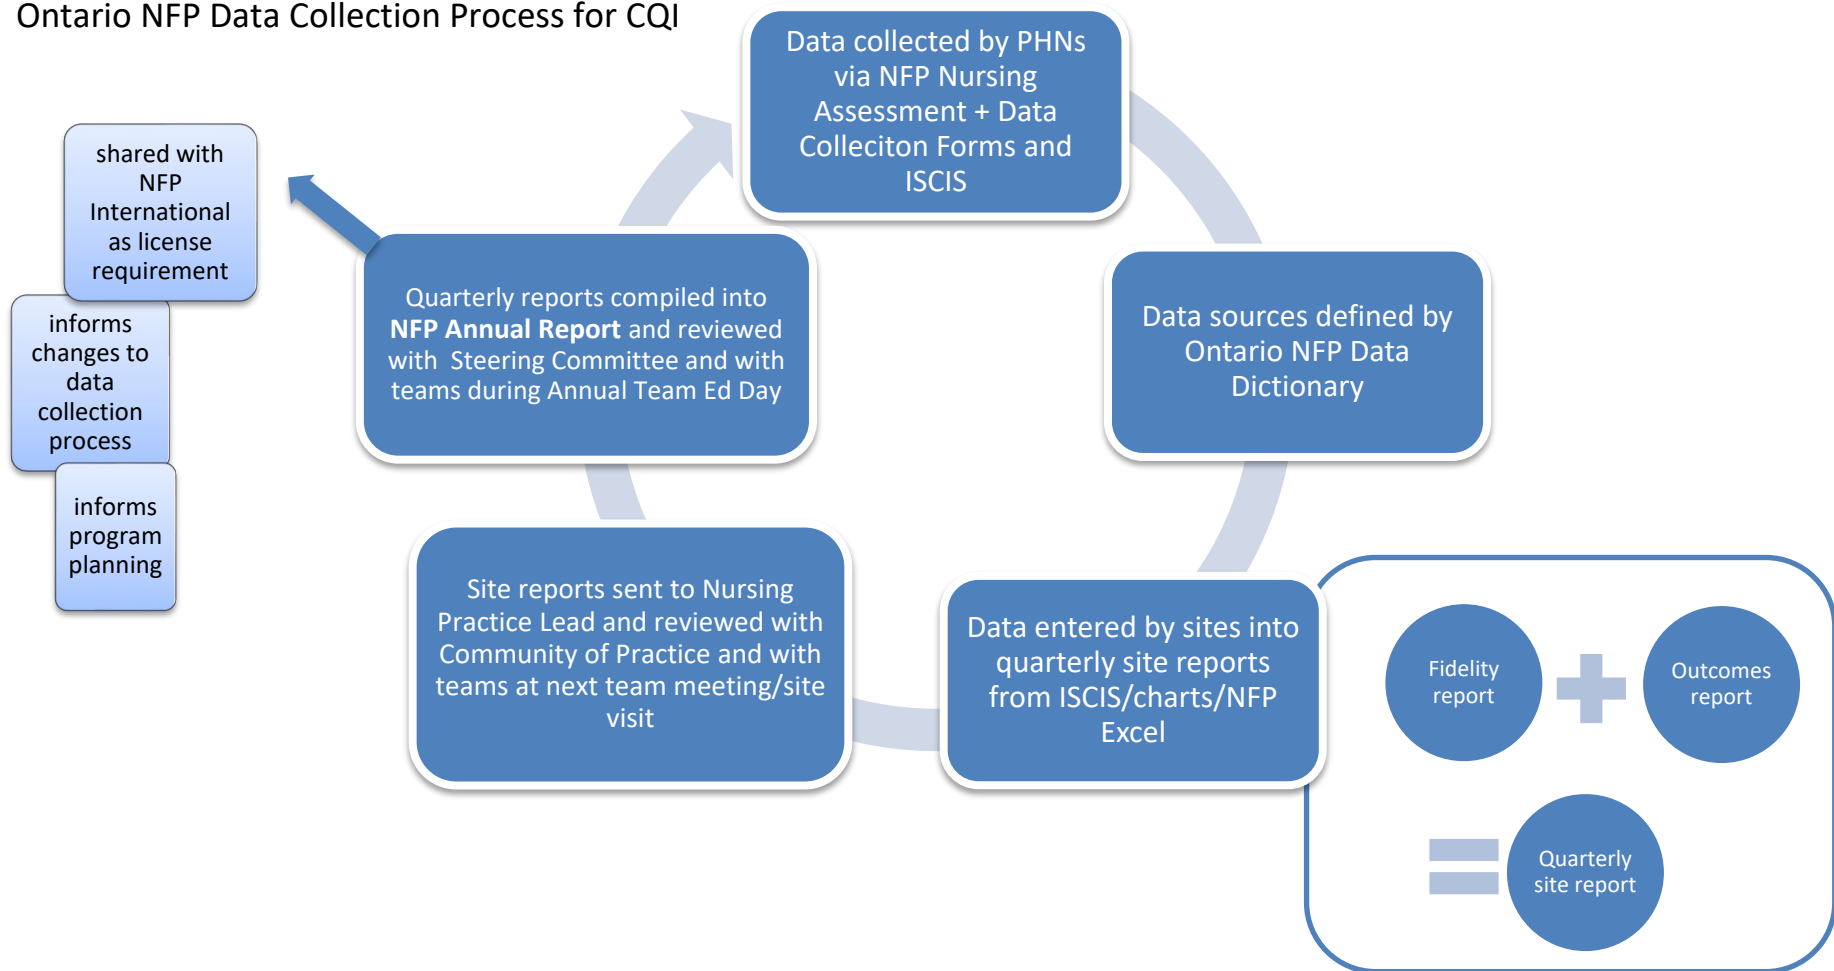 Ontario NFP Data Collection Process for CQI
Data collected by PHNs
via NFP Nursing
Assessment + Data
Colleciton Forms and
ISCIS
Data sources defined by
Ontario NFP Data
Dictionary
Data entered by sites into
quarterly site reports
from ISCIS/charts/NFP
Excel
Fidelity
report
Outcomes
report
Quarterly
site report
Site reports sent to Nursing
Practice Lead and reviewed with
Community of Practice and with
teams at next team meeting/site
visit
Quarterly reports compiled into
NFP Annual Report and reviewed
with Steering Committee and with
teams during Annual Team Ed Day
shared with
NFP
International
as license
requirement
informs
changes to
data
collection
process
informs
program
planning